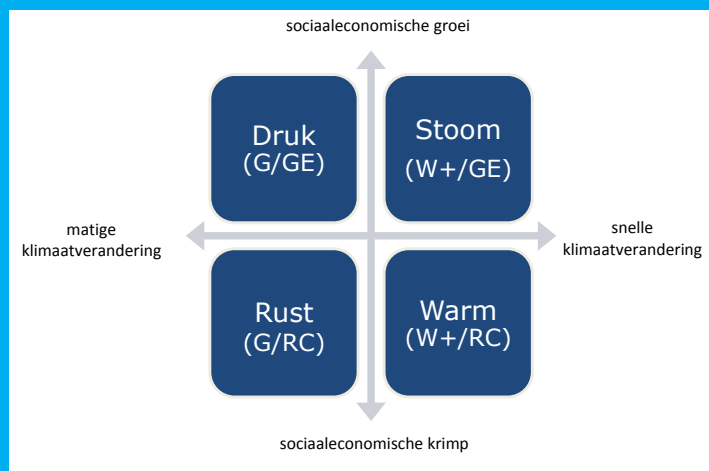 sociaaleconomische groei
Druk
(G/GE)
Stoom
(W+/GE)
matige
klimaatverandering
snelle
klimaatverandering
Rust
(G/RC)
Warm
(W+/RC)
sociaaleconomische krimp